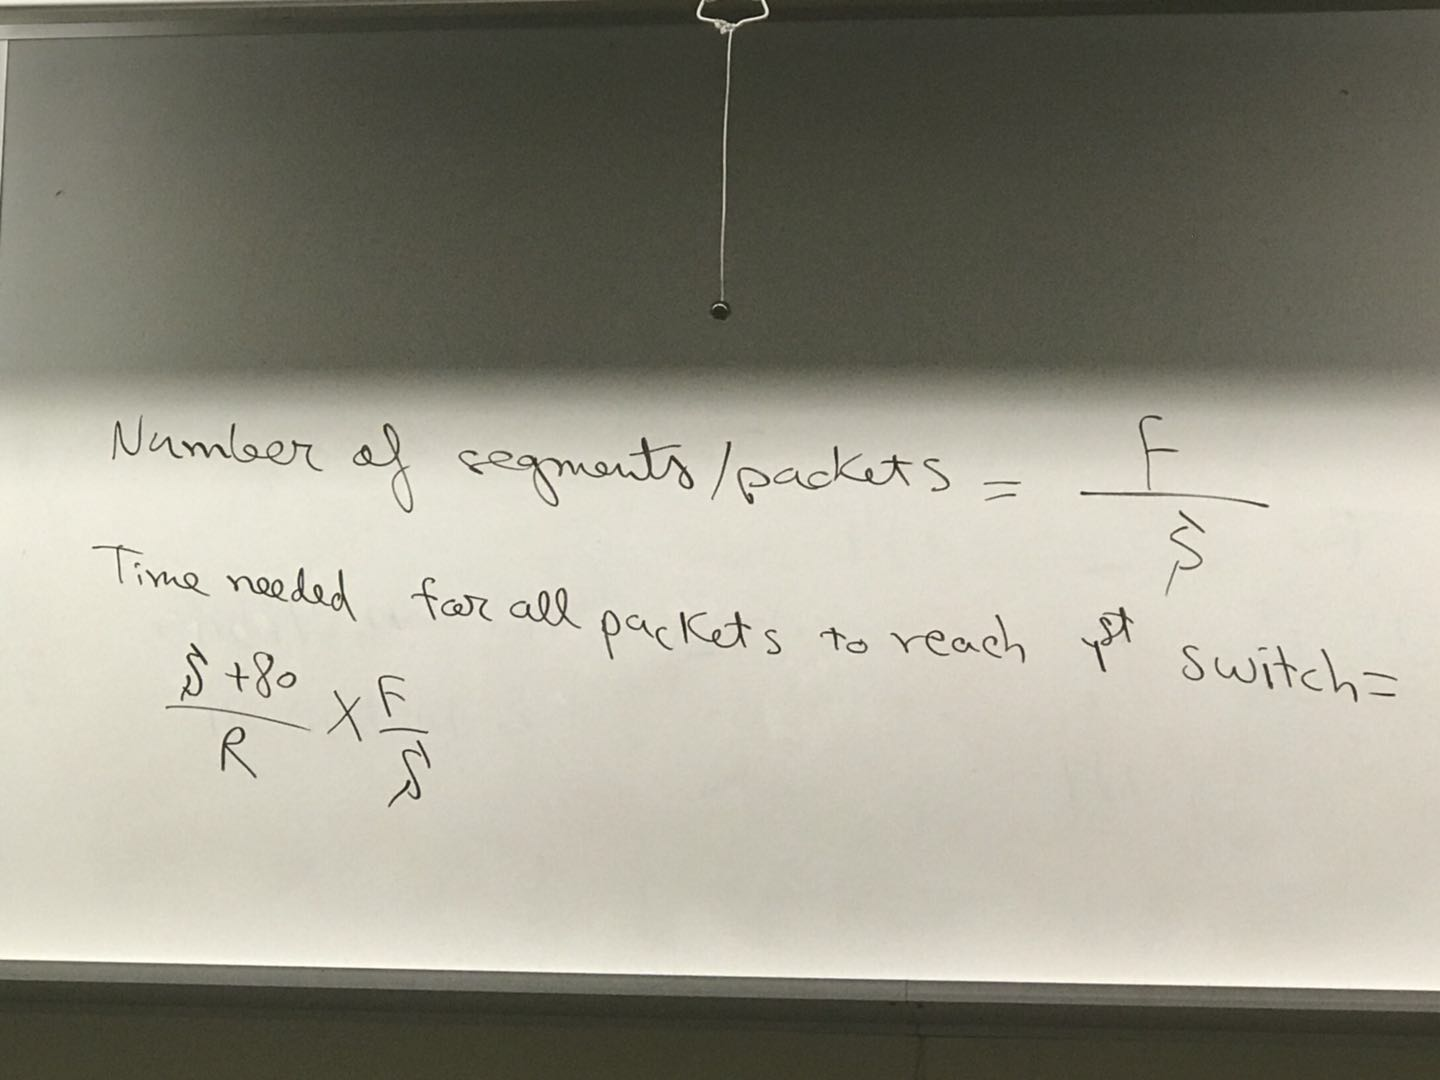 Number of segments/packets = F/S
Time needed for all packets to reach 1st switch=
(S+80)/R X F/S